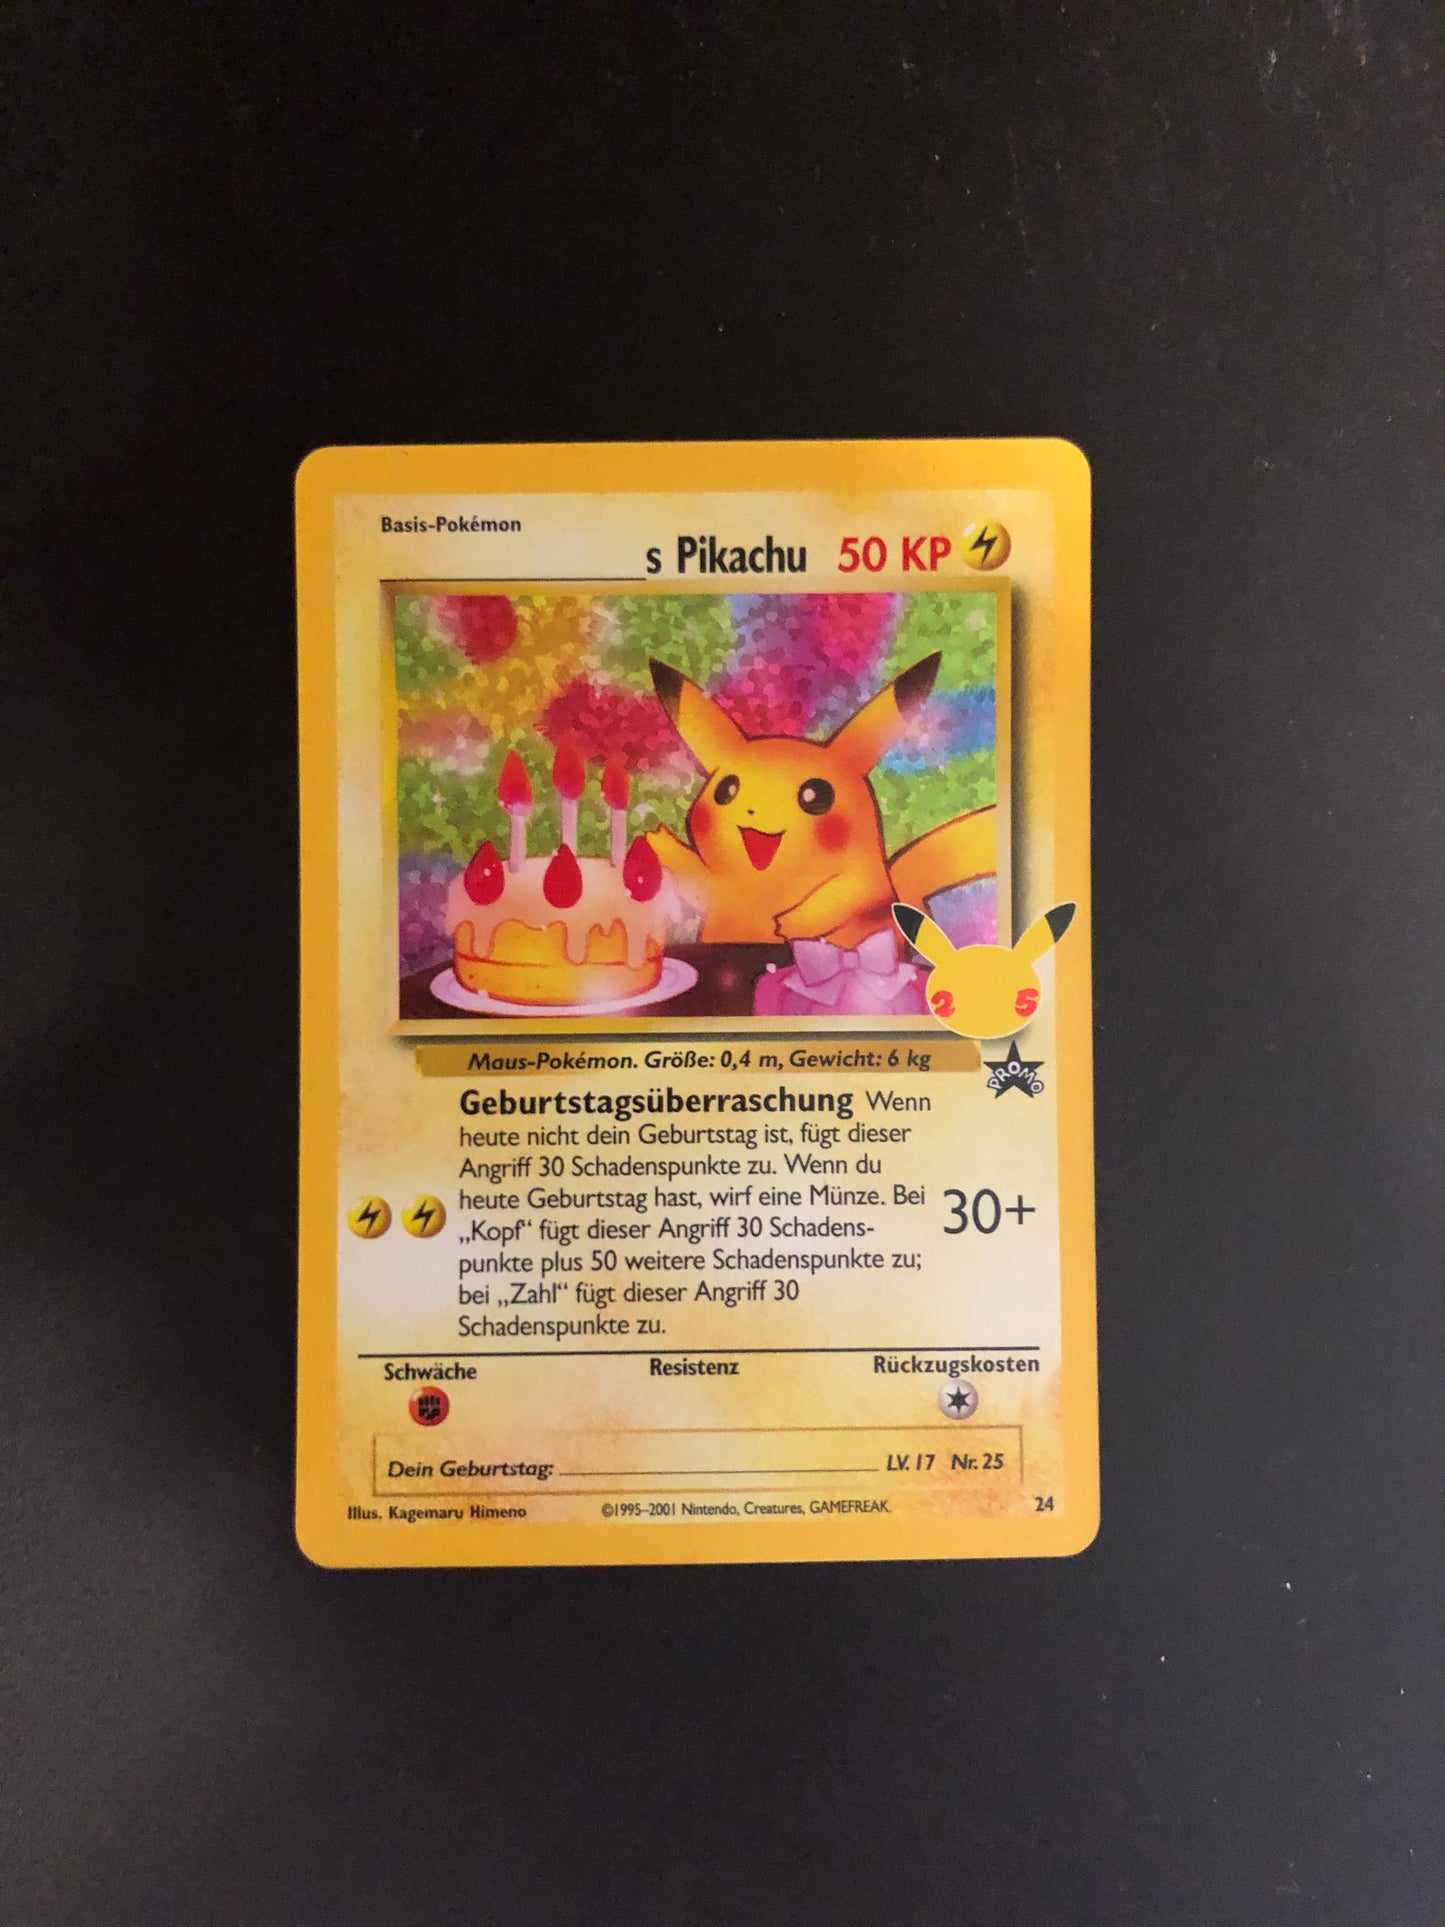 Basis-Pokémon
s Pikachu 50 KP
25
Maus-Pokémon. Größe: 0,4 m, Gewicht: 6 kg
PROMO
Geburtstagsüberraschung Wenn
heute nicht dein Geburtstag ist, fügt dieser
Angriff 30 Schadenspunkte zu. Wenn du
heute Geburtstag hast, wirf eine Münze. Bei
„Kopf“ fügt dieser Angriff 30 Schadens-
punkte plus 50 weitere Schadenspunkte zu;
bei „Zahl“ fügt dieser Angriff 30
Schadenspunkte zu.
30+
Schwäche Resistenz Rückzugskosten
Dein Geburtstag: LV. 17 Nr. 25
Illus. Kagemaru Himeno ©1995–2001 Nintendo, Creatures, GAMEFREAK. 24